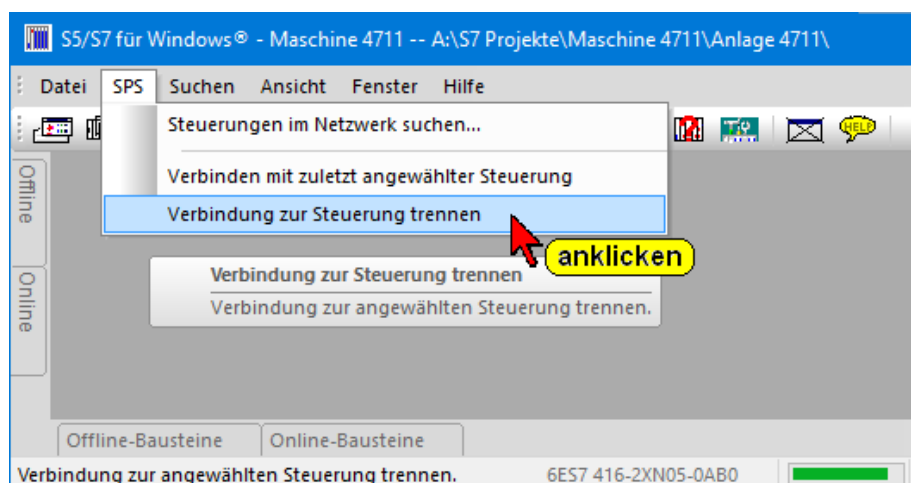 S5/S7 für Windows® - Maschine 4711 -- A:\S7 Projekte\Maschine 4711\Anlage 4711\
Datei SPS Suchen Ansicht Fenster Hilfe
Steuerungen im Netzwerk suchen...
HELP
Verbinden mit zuletzt angewählter Steuerung
Verbindung zur Steuerung trennen
anklicken
Offline
Online
Verbindung zur Steuerung trennen
Verbindung zur angewählten Steuerung trennen.
Offline-Bausteine Online-Bausteine
Verbindung zur angewählten Steuerung trennen. 6ES7 416-2XN05-0AB0